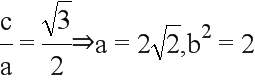 c/a = √3/2 ⇒ a = 2√2, b² = 2